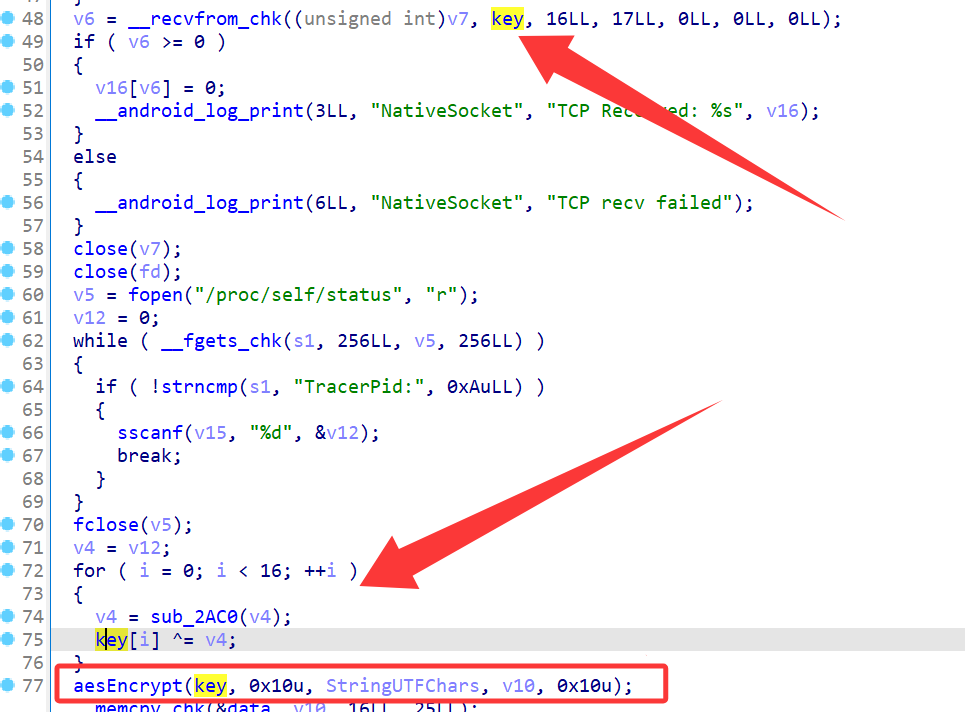 48 v6 = __recvfrom_chk((unsigned int)v7, key, 16LL, 17LL, 0LL, 0LL, 0LL);
49 if ( v6 >= 0 )
50 {
51 v16[v6] = 0;
52 __android_log_print(3LL, "NativeSocket", "TCP Rec ed: %s", v16);
53 }
54 else
55 {
56 __android_log_print(6LL, "NativeSocket", "TCP recv failed");
57 }
58 close(v7);
59 close(fd);
60 v5 = fopen("/proc/self/status", "r");
61 v12 = 0;
62 while ( __fgets_chk(s1, 256LL, v5, 256LL) )
63 {
64 if ( !strncmp(s1, "TracerPid:", 0xAuLL) )
65 {
66 sscanf(v15, "%d", &v12);
67 break;
68 }
69 }
70 fclose(v5);
71 v4 = v12;
72 for ( i = 0; i < 16; ++i )
73 {
74 v4 = sub_2AC0(v4);
75 key[i] ^= v4;
76 }
77 aesEncrypt(key, 0x10u, StringUTFChars, v10, 0x10u);
memcpy_chk(&data, v10, 16LL, 25LL);